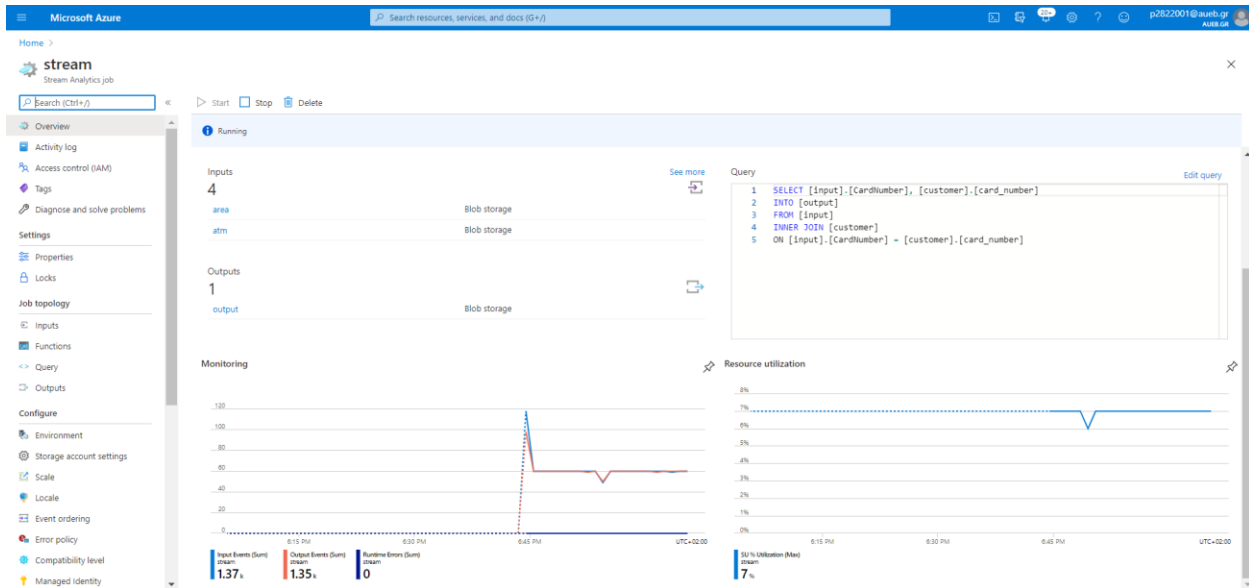 Microsoft Azure
Search resources, services, and docs (G+/)
20+
p2822001@aueb.gr
AUEB.GR
Home >
stream
Stream Analytics job
Search (Ctrl+/)
«
Start
Stop
Delete
Overview
Activity log
Access control (IAM)
Tags
Diagnose and solve problems
Settings
Properties
Locks
Job topology
Inputs
Functions
Query
Outputs
Configure
Environment
Storage account settings
Scale
Locale
Event ordering
Error policy
Compatibility level
Managed Identity
Running
Inputs
See more
4
area Blob storage
atm Blob storage
Outputs
1
output Blob storage
Query
Edit query
1 SELECT [input].[CardNumber], [customer].[card_number]
2 INTO [output]
3 FROM [input]
4 INNER JOIN [customer]
5 ON [input].[CardNumber] = [customer].[card_number]
Monitoring
120
100
80
60
40
20
0
6:15 PM 6:30 PM 6:45 PM UTC+02:00
Input Events (Sum)
stream
1.37 k
Output Events (Sum)
stream
1.35 k
Runtime Errors (Sum)
stream
0
Resource utilization
8%
7%
6%
5%
4%
3%
2%
1%
0%
6:15 PM 6:30 PM 6:45 PM UTC+02:00
SU % Utilization (Max)
stream
7 %